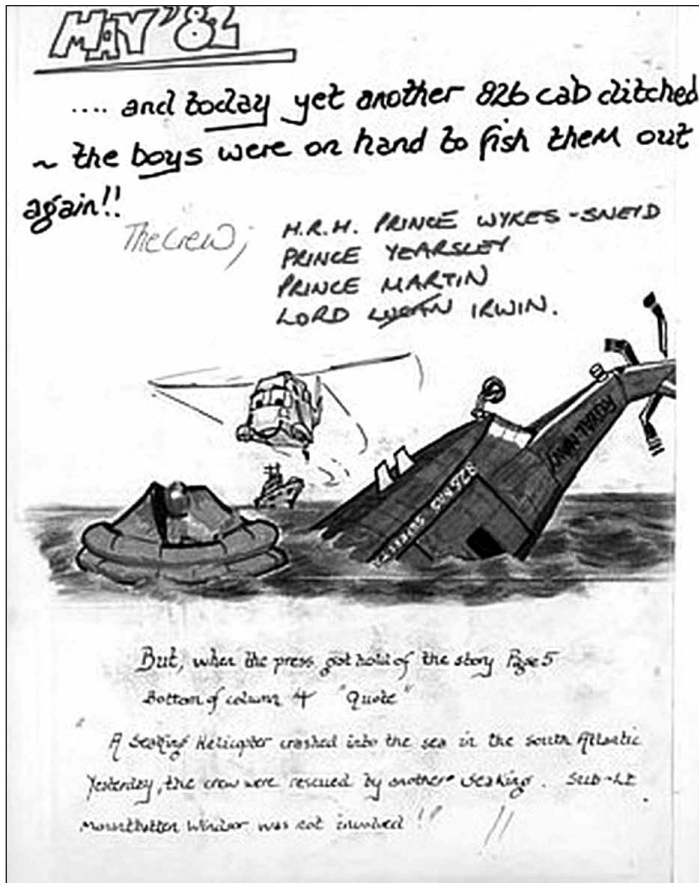 MAY '82
.... and today yet another 826 cab ditched
~ the boys were on hand to fish them out
again!!
The Crew;
H.R.H. PRINCE WYKES-SNEYD
PRINCE YEARSLEY
PRINCE MARTIN
LORD LUCAN IRWIN.
ROYAL NAVY
But, when the press got hold of the story Page 5
Bottom of column 4 "Quote"
"A Seaking Helicopter crashed into the sea in the south Atlantic
Yesterday, the crew were rescued by another Seaking. SUB-LT
Mountbatten Windsor was not involved !!"